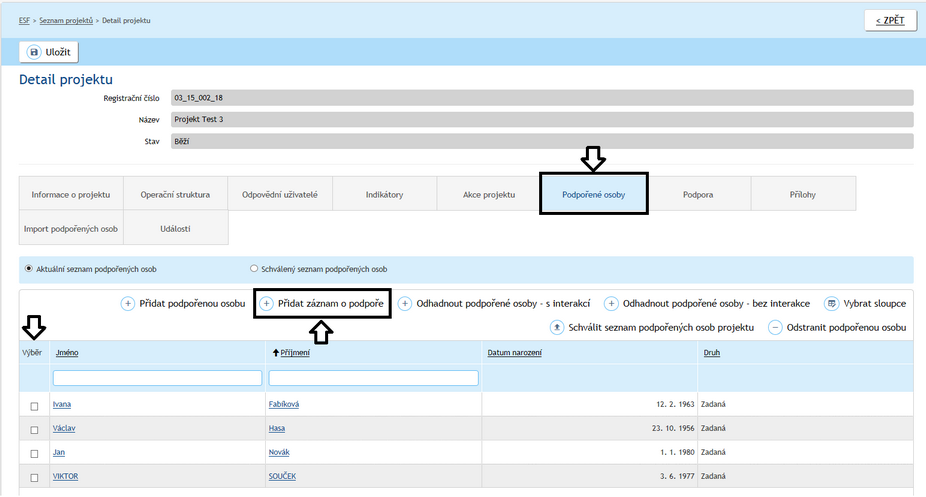 ESF > Seznam projektů > Detail projektu
< ZPĚT
Uložit
Detail projektu
Registrační číslo 03_15_002_18
Název Projekt Test 3
Stav Běží
Informace o projektu Operační struktura Odpovědní uživatelé Indikátory Akce projektu Podpořené osoby Podpora Přílohy
Import podpořených osob Události
Aktuální seznam podpořených osob Schválený seznam podpořených osob
Přidat podpořenou osobu Přidat záznam o podpoře Odhadnout podpořené osoby - s interakcí Odhadnout podpořené osoby - bez interakce Vybrat sloupce
Schválit seznam podpořených osob projektu Odstranit podpořenou osobu
Výběr Jméno Příjmení Datum narození Druh
Ivana Fabíková 12. 2. 1963 Zadaná
Václav Hasa 23. 10. 1956 Zadaná
Jan Novák 1. 1. 1980 Zadaná
VIKTOR SOUČEK 3. 6. 1977 Zadaná